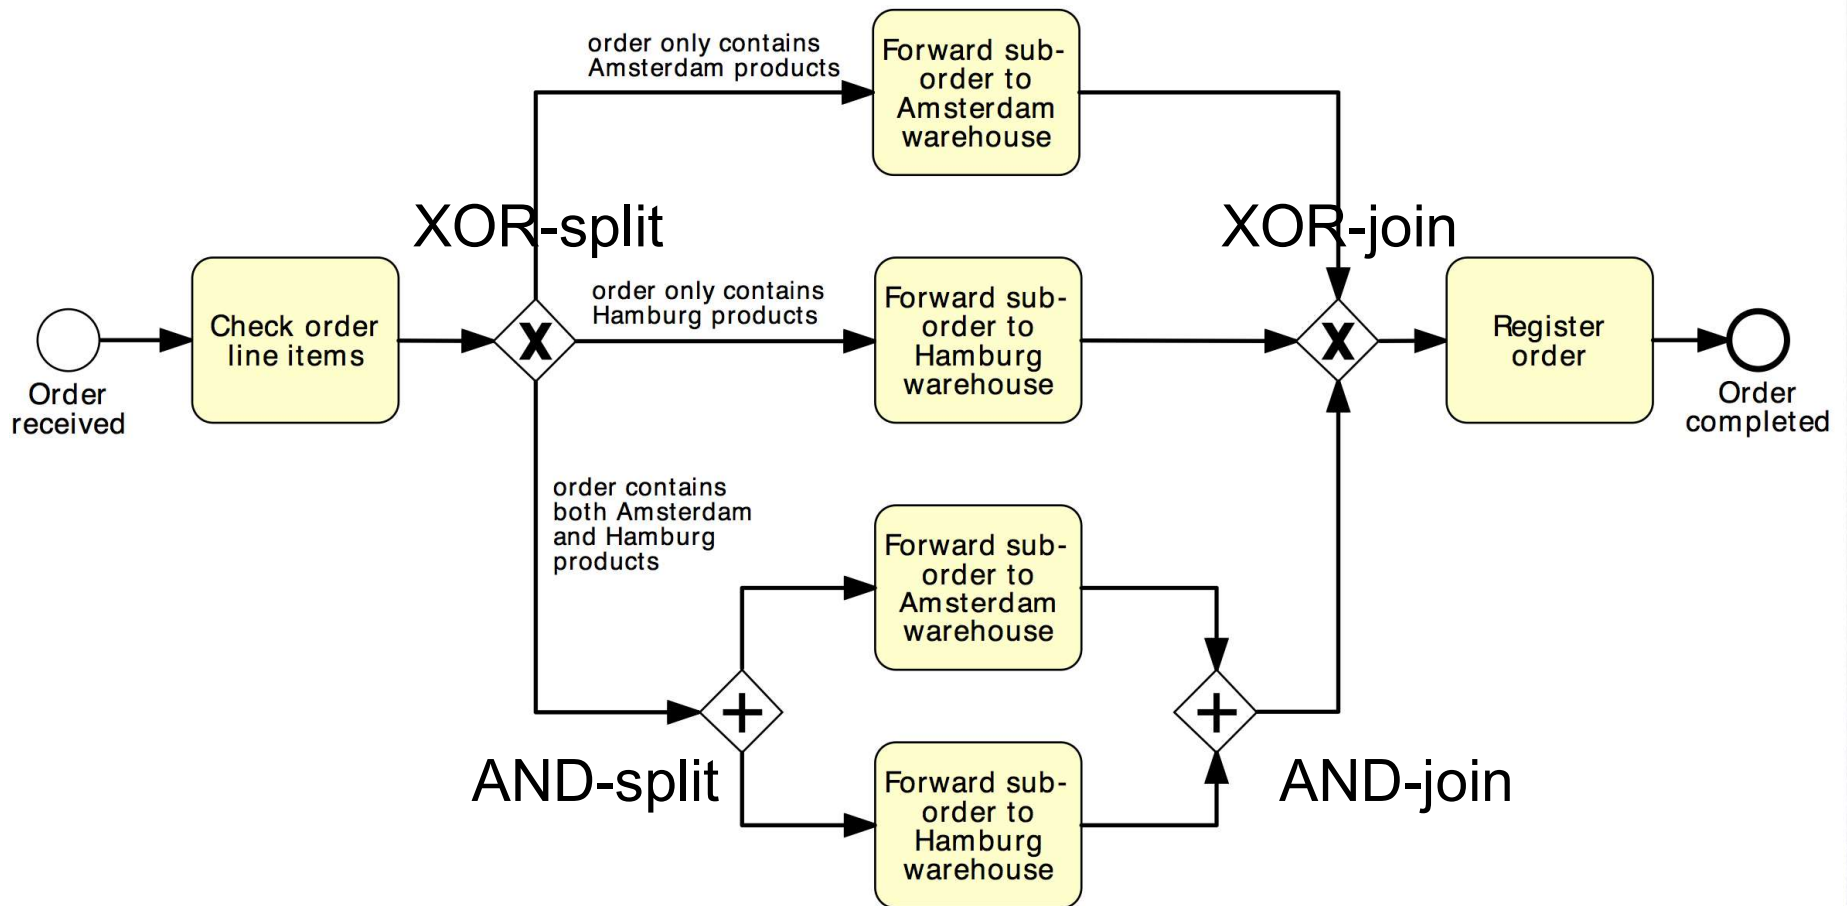 order only contains
Amsterdam products
Forward sub-
order to
Amsterdam
warehouse
XOR-split
XOR-join
Order
received
Check order
line items
X
order only contains
Hamburg products
Forward sub-
order to
Hamburg
warehouse
X
Register
order
Order
completed
order contains
both Amsterdam
and Hamburg
products
Forward sub-
order to
Amsterdam
warehouse
+
+
AND-split
AND-join
Forward sub-
order to
Hamburg
warehouse